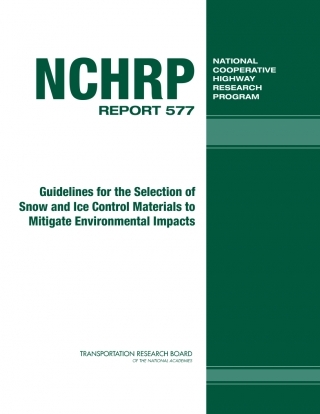 NCHRP
REPORT 577
NATIONAL
COOPERATIVE
HIGHWAY
RESEARCH
PROGRAM
Guidelines for the Selection of
Snow and Ice Control Materials to
Mitigate Environmental Impacts
TRANSPORTATION RESEARCH BOARD
OF THE NATIONAL ACADEMIES